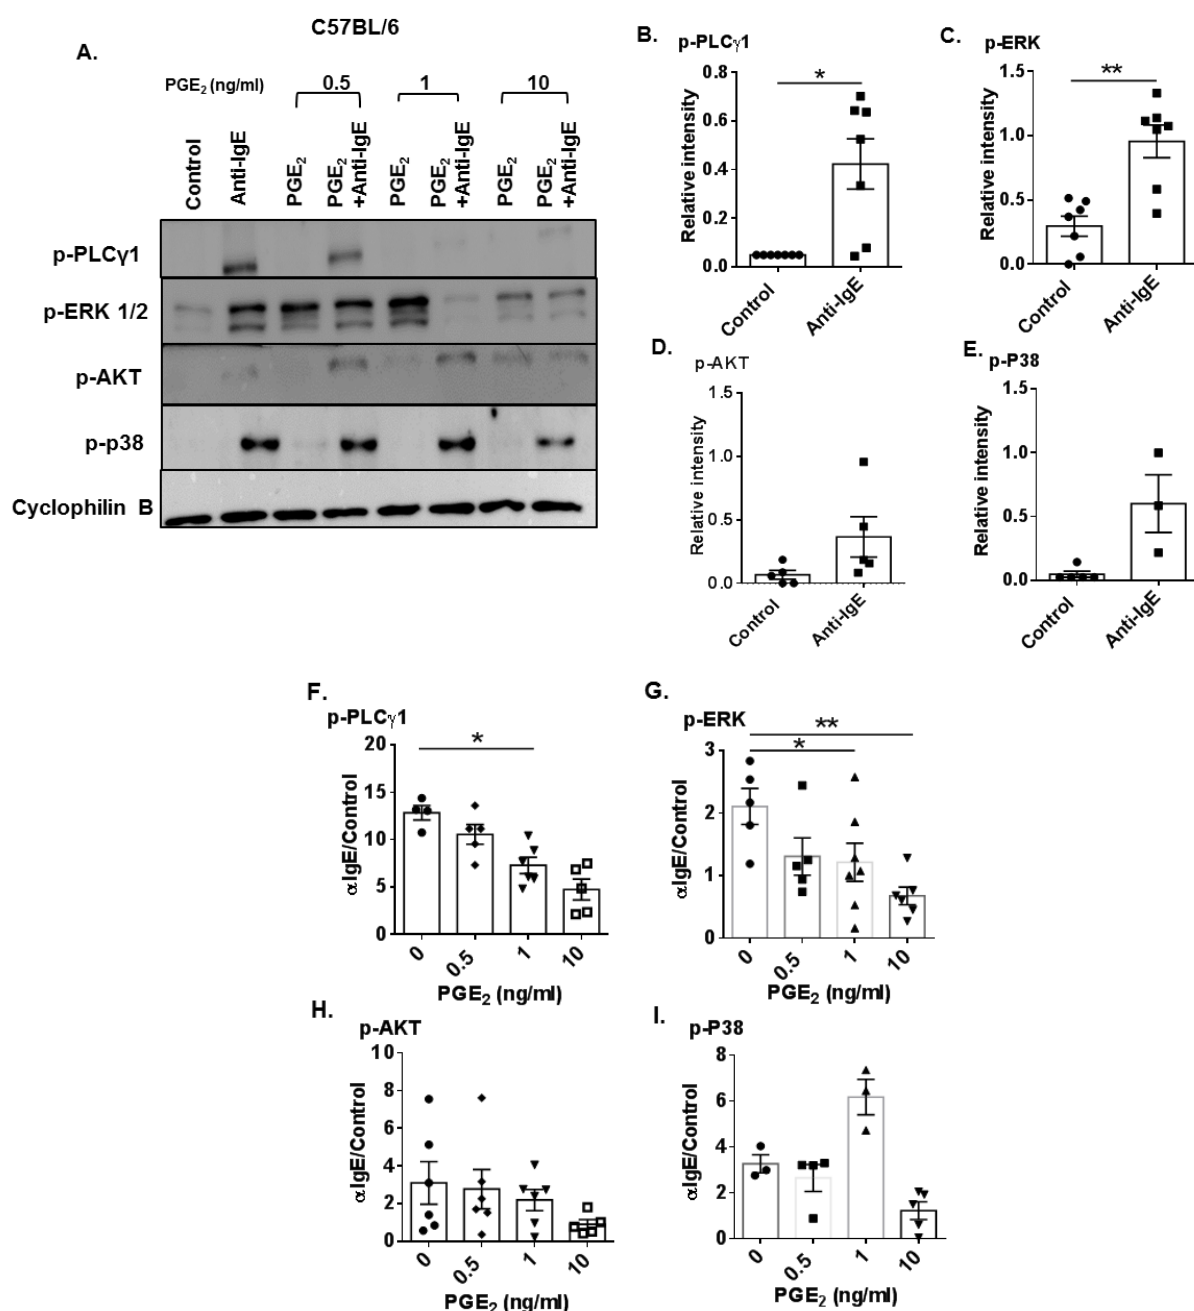 C57BL/6
A.
PGE2 (ng/ml) 0.5 1 10
Control
Anti-IgE
PGE2
PGE2 +Anti-IgE
PGE2
PGE2 +Anti-IgE
PGE2
PGE2 +Anti-IgE
p-PLCγ1
p-ERK 1/2
p-AKT
p-p38
Cyclophilin B
B.
p-PLCγ1
*
Relative intensity
0.8
0.6
0.4
0.2
0.0
Control Anti-IgE
C.
p-ERK
**
Relative intensity
1.5
1.0
0.5
0.0
Control Anti-IgE
D.
p-AKT
Relative intensity
1.5
1.0
0.5
0.0
Control Anti-IgE
E.
p-P38
Relative intensity
1.5
1.0
0.5
0.0
Control Anti-IgE
F.
p-PLCγ1
*
αIgE/Control
20
15
10
5
0
0 0.5 1 10
PGE2 (ng/ml)
G.
p-ERK
**
*
αIgE/Control
3
2
1
0
0 0.5 1 10
PGE2 (ng/ml)
H.
p-AKT
αIgE/Control
10
8
6
4
2
0
0 0.5 1 10
PGE2 (ng/ml)
I.
p-P38
αIgE/Control
8
6
4
2
0
0 0.5 1 10
PGE2 (ng/ml)